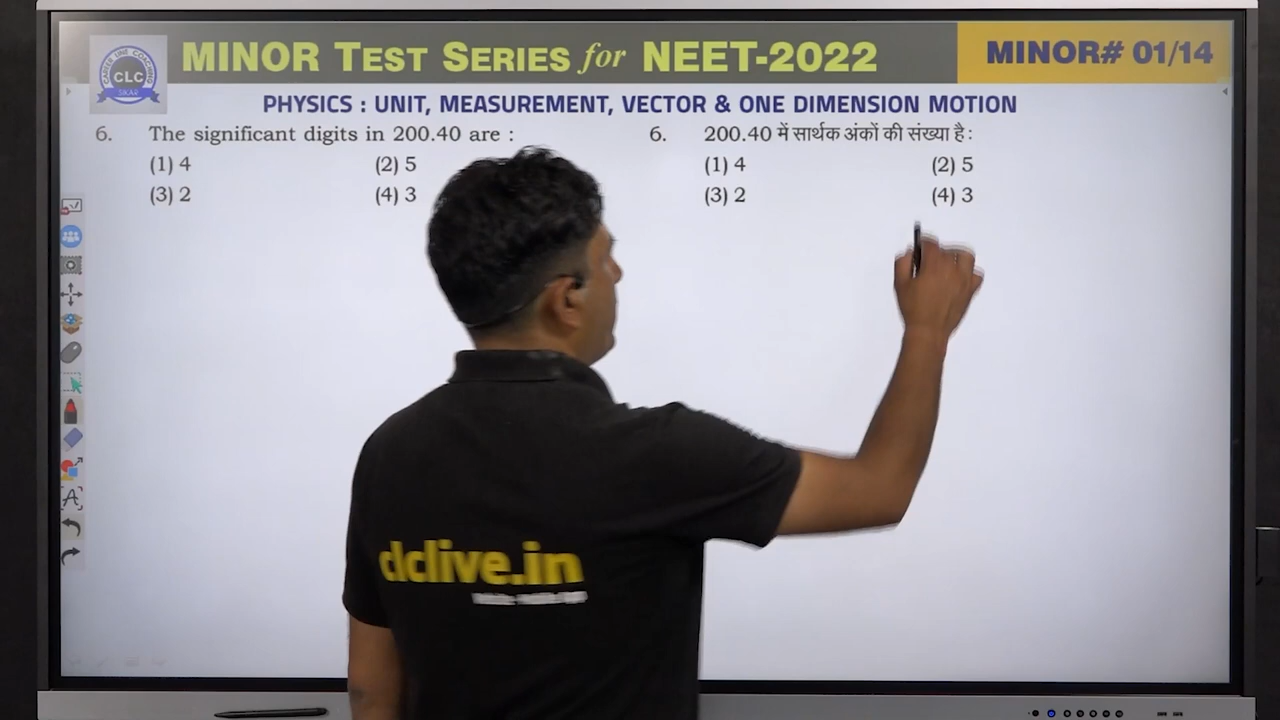 MINOR TEST SERIES for NEET-2022
MINOR# 01/14
CLC
SIKAR
PHYSICS : UNIT, MEASUREMENT, VECTOR & ONE DIMENSION MOTION
6. The significant digits in 200.40 are :
(1) 4 (2) 5
(3) 2 (4) 3
6. 200.40 में सार्थक अंकों की संख्या है :
(1) 4 (2) 5
(3) 2 (4) 3
clclive.in